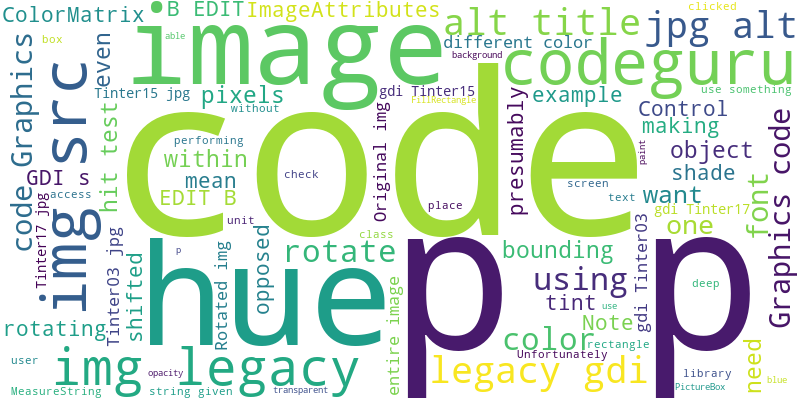 ColorMatrix
B EDIT
ImageAttributes
clicked
box
able
image
alt title
jpg alt
different color
background
codeguru
even
img src
code Graphics
Tinter15 jpg
pixels
without
gdi Tinter15
FillRectangle
example
use something
hit test
code
Original img
presumably
Control
making
performing
within
mean
check
object
paint
GDI s
access
EDIT B
shade
screen
want
font
Graphics code
Tinter17 jpg
unit
place
text
gdi Tinter17
one
Tinter03 jpg
shifted
hue
p
Rotated img
opposed
class
rotate
p
bounding
gdi Tinter03
p
using
tint
use
deep
rotating
entire image
Note
color
rectangle
need
user
img legacy
opacity
Unfortunately
legacy gdi
library
blue
MeasureString
string given
transparent
PictureBox